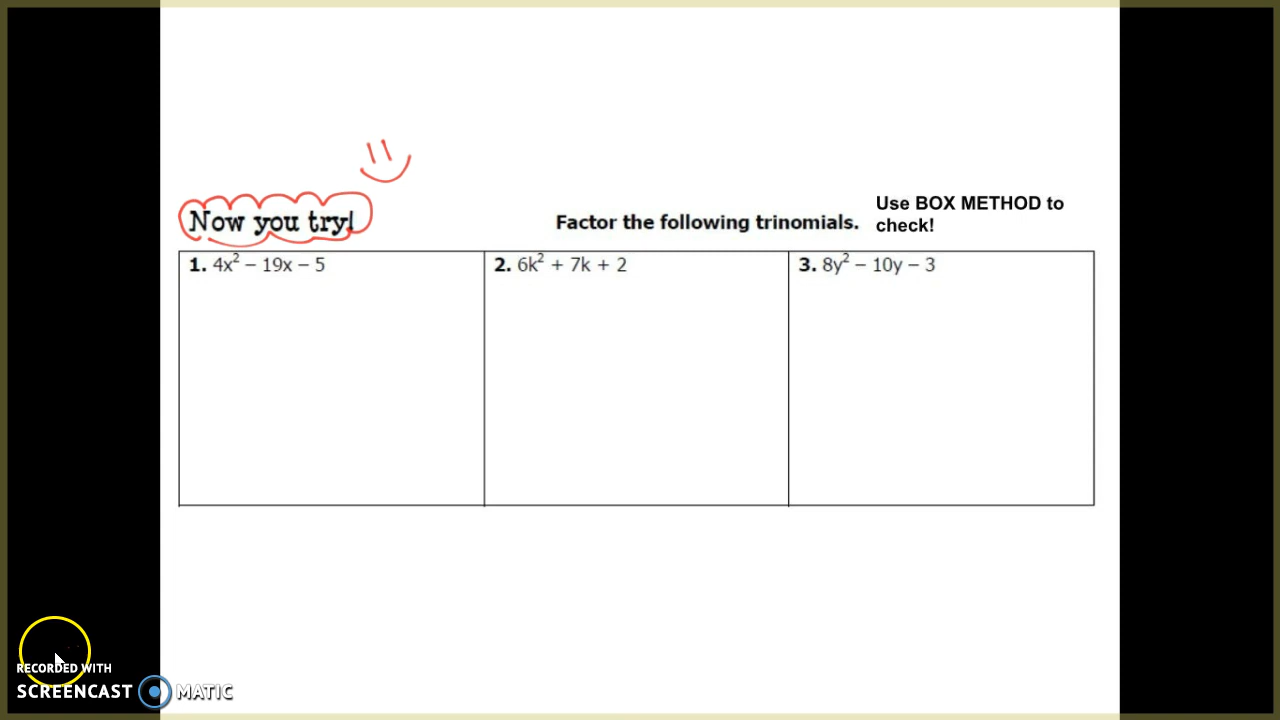 Now you try!
Factor the following trinomials.
Use BOX METHOD to
check!
1. 4x² – 19x – 5
2. 6k² + 7k + 2
3. 8y² – 10y – 3
RECORDED WITH
SCREENCAST MATIC